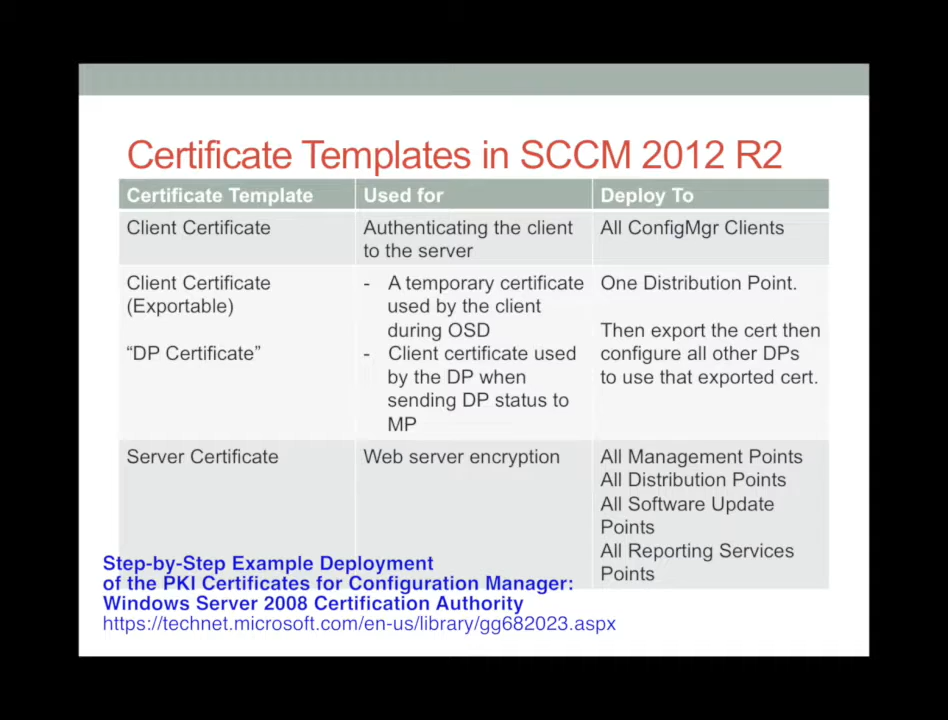 Certificate Templates in SCCM 2012 R2
Certificate Template
Used for
Deploy To
Client Certificate
Authenticating the client
to the server
All ConfigMgr Clients
Client Certificate
(Exportable)
“DP Certificate”
- A temporary certificate
used by the client
during OSD
- Client certificate used
by the DP when
sending DP status to
MP
One Distribution Point.
Then export the cert then
configure all other DPs
to use that exported cert.
Server Certificate
Web server encryption
All Management Points
All Distribution Points
All Software Update
Points
All Reporting Services
Points
Step-by-Step Example Deployment
of the PKI Certificates for Configuration Manager:
Windows Server 2008 Certification Authority
https://technet.microsoft.com/en-us/library/gg682023.aspx